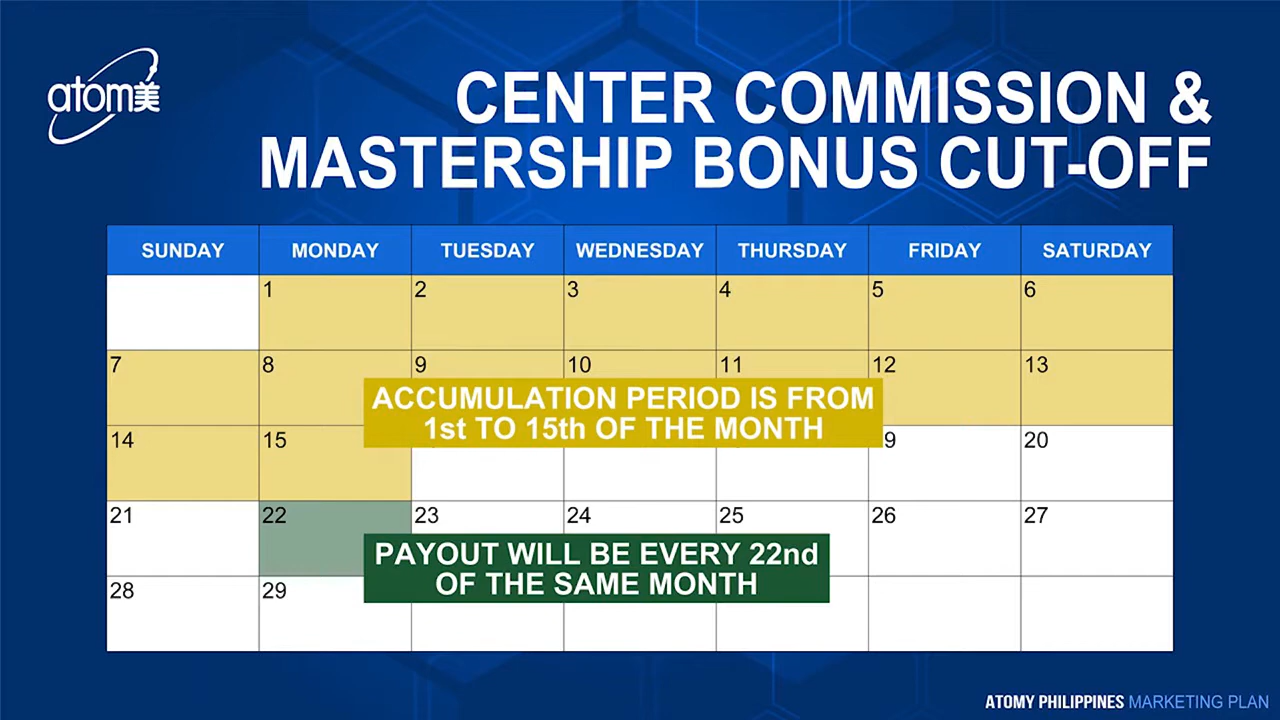 atom美
CENTER COMMISSION &
MASTERSHIP BONUS CUT-OFF
SUNDAY MONDAY TUESDAY WEDNESDAY THURSDAY FRIDAY SATURDAY
1 2 3 4 5 6
7 8 9 10 11 12 13
ACCUMULATION PERIOD IS FROM
1st TO 15th OF THE MONTH
14 15 9 20
21 22 23 24 25 26 27
PAYOUT WILL BE EVERY 22nd
OF THE SAME MONTH
28 29
ATOMY PHILIPPINES MARKETING PLAN